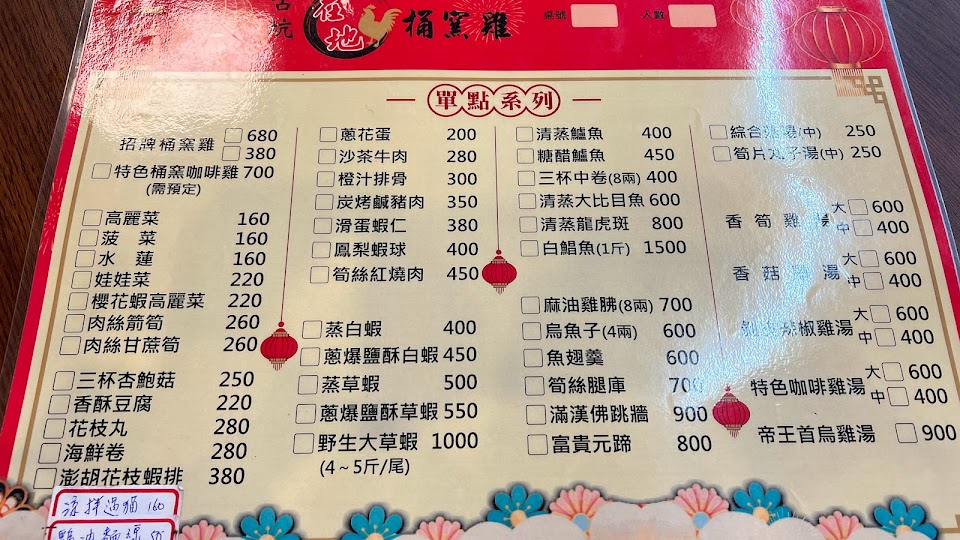 古坑
在地
桶窯雞
桌號
人數
單點系列
招牌桶窯雞 680
380
特色桶窯咖啡雞 700
(需預定)
高麗菜 160
菠 菜 160
水 蓮 160
娃娃菜 220
櫻花蝦高麗菜 220
肉絲箭筍 260
肉絲甘蔗筍 260
三杯杏鮑菇 250
香酥豆腐 220
花枝丸 280
海鮮卷 280
澎胡花枝蝦排 380
涼拌過貓 160
蔥花蛋 200
沙茶牛肉 280
橙汁排骨 300
炭烤鹹豬肉 350
滑蛋蝦仁 380
鳳梨蝦球 400
筍絲紅燒肉 450
蒸白蝦 400
蔥爆鹽酥白蝦 450
蒸草蝦 500
蔥爆鹽酥草蝦 550
野生大草蝦 1000
(4～5斤/尾)
清蒸鱸魚 400
糖醋鱸魚 450
三杯中卷(8兩) 400
清蒸大比目魚 600
清蒸龍虎斑 800
白鯧魚(1斤) 1500
麻油雞胇(8兩) 700
烏魚子(4兩) 600
魚翅羹 600
筍絲腿庫 700
滿漢佛跳牆 900
富貴元蹄 800
綜合湯(中) 250
筍片丸子湯(中) 250
香筍雞湯 大 600
中 400
香菇雞湯 大 600
中 400
椒雞湯 大 600
中 400
特色咖啡雞湯 大 600
中 400
帝王首烏雞湯 900